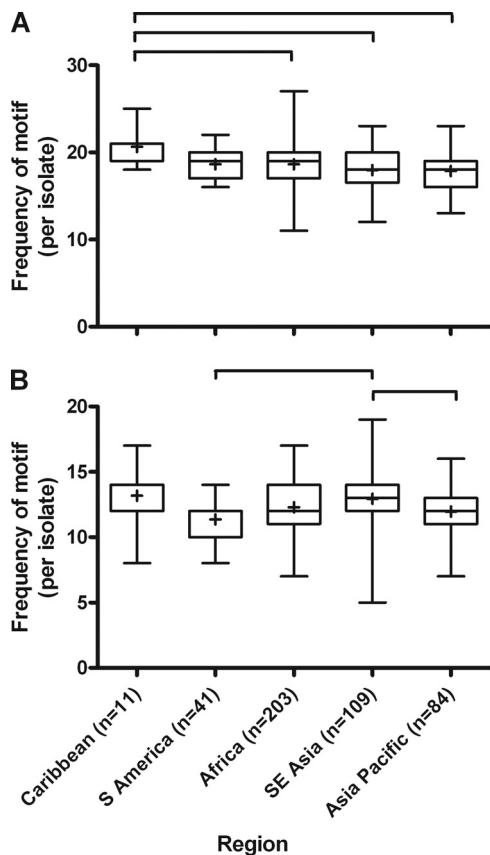 A
Frequency of motif
(per isolate)
30
20
10
0
B
Frequency of motif
(per isolate)
20
15
10
5
0
Caribbean (n=11)
S America (n=41)
Africa (n=203)
SE Asia (n=109)
Asia Pacific (n=84)
Region